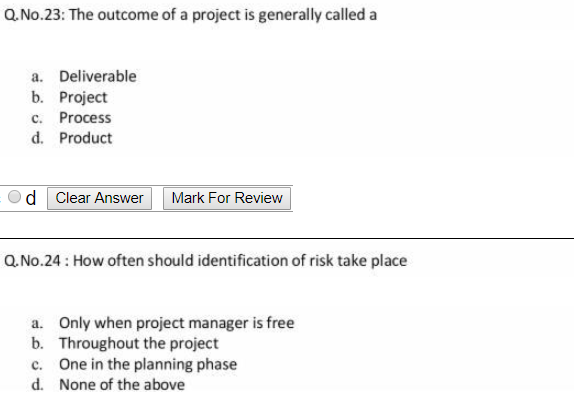 Q.No.23: The outcome of a project is generally called a
a. Deliverable
b. Project
c. Process
d. Product
d Clear Answer Mark For Review
Q.No.24 : How often should identification of risk take place
a. Only when project manager is free
b. Throughout the project
c. One in the planning phase
d. None of the above